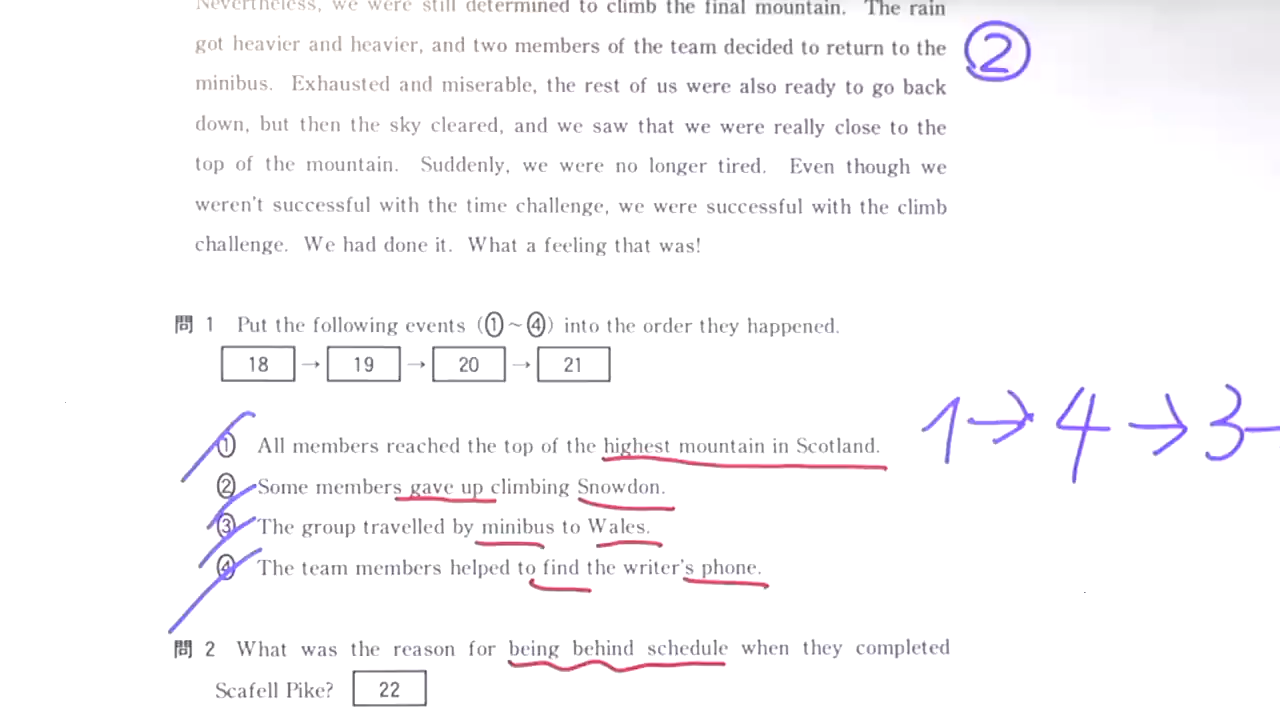 Nevertheless, we were still determined to climb the final mountain. The rain
got heavier and heavier, and two members of the team decided to return to the
minibus. Exhausted and miserable, the rest of us were also ready to go back
down, but then the sky cleared, and we saw that we were really close to the
top of the mountain. Suddenly, we were no longer tired. Even though we
weren't successful with the time challenge, we were successful with the climb
challenge. We had done it. What a feeling that was!
②
問 1 Put the following events (①~④) into the order they happened.
18 → 19 → 20 → 21
① All members reached the top of the highest mountain in Scotland.
② Some members gave up climbing Snowdon.
③ The group travelled by minibus to Wales.
④ The team members helped to find the writer's phone.
1→4→3-
問 2 What was the reason for being behind schedule when they completed
Scafell Pike? 22